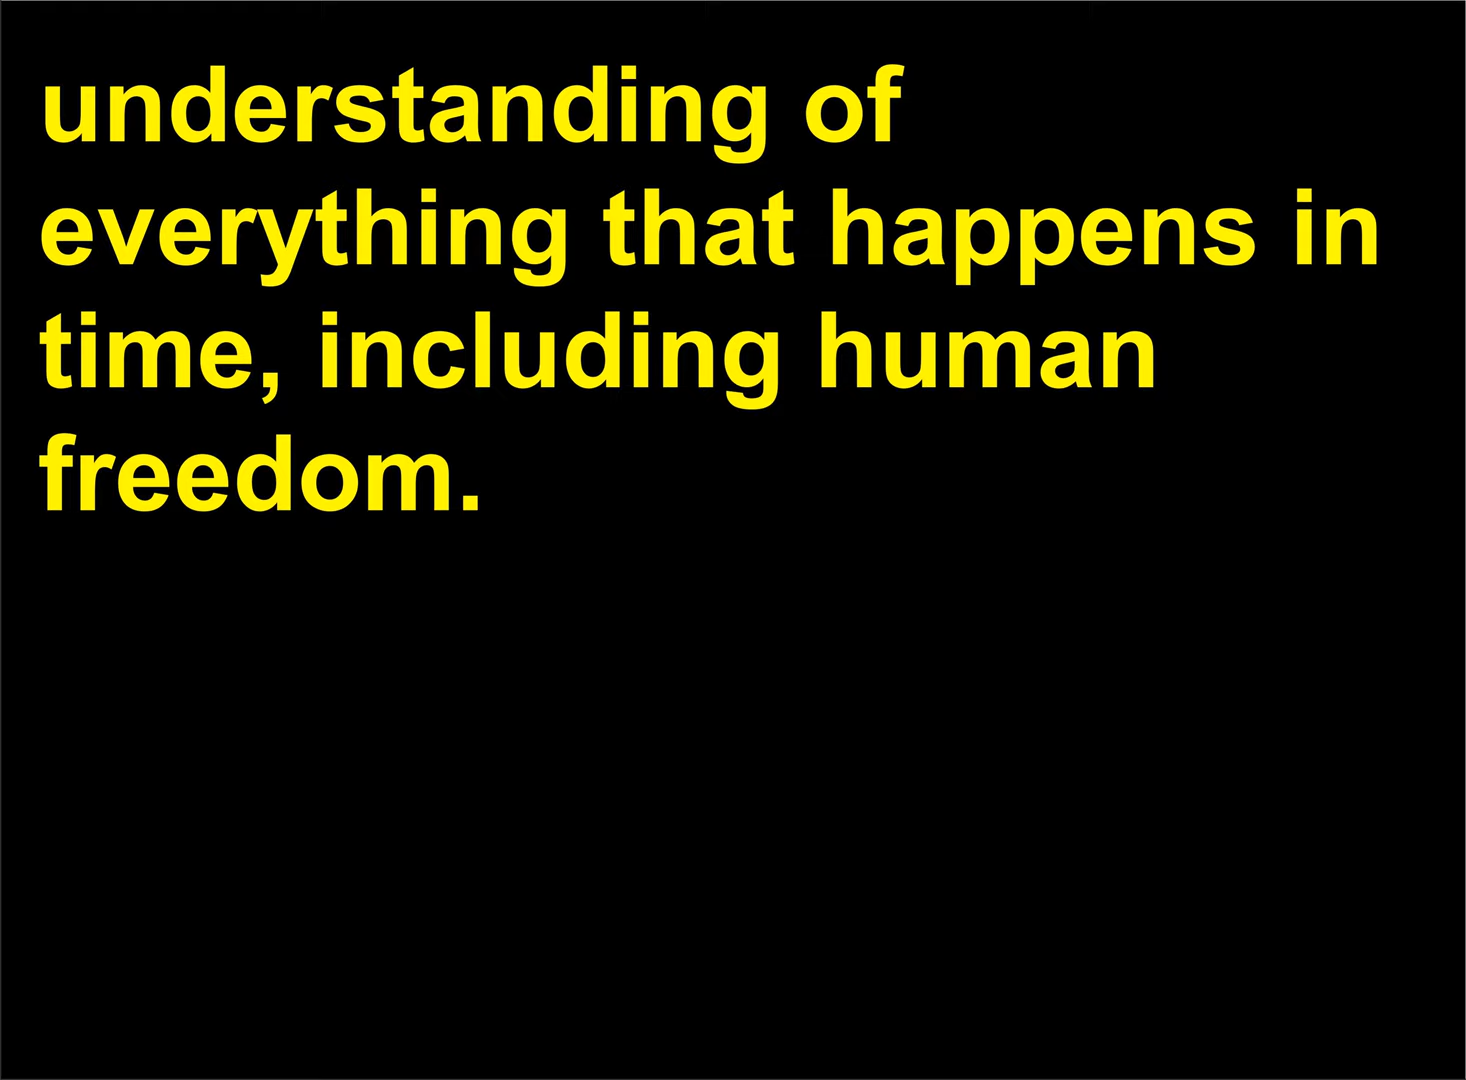 understanding of
everything that happens in
time, including human
freedom.